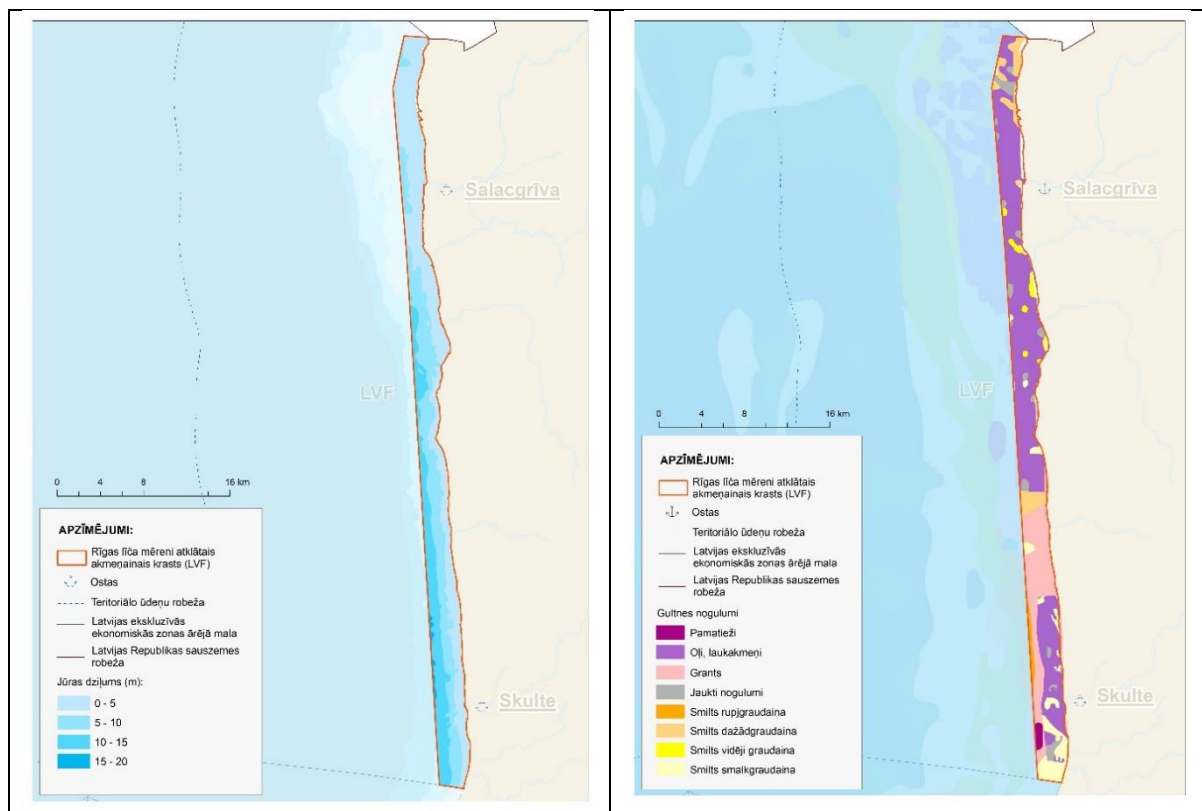 Salacgrīva
LVF
0 4 8 16 km
APZĪMĒJUMI:
Rīgas līča mēreni atklātais
akmeņainais krasts (LVF)
Ostas
Teritoriālo ūdeņu robeža
Latvijas ekskluzīvās
ekonomiskās zonas ārējā mala
Latvijas Republikas sauszemes
robeža
Jūras dziļums (m):
0 - 5
5 - 10
10 - 15
15 - 20
Skulte
Salacgrīva
LVF
0 4 8 16 km
APZĪMĒJUMI:
Rīgas līča mēreni atklātais
akmeņainais krasts (LVF)
Ostas
Teritoriālo ūdeņu robeža
Latvijas ekskluzīvās
ekonomiskās zonas ārējā mala
Latvijas Republikas sauszemes
robeža
Gultnes nogulumi
Pamatieži
Oļi, laukakmeņi
Grants
Jaukti nogulumi
Smilts rupjgraudaina
Smilts dažādgraudaina
Smilts vidēji graudaina
Smilts smalkgraudaina
Skulte